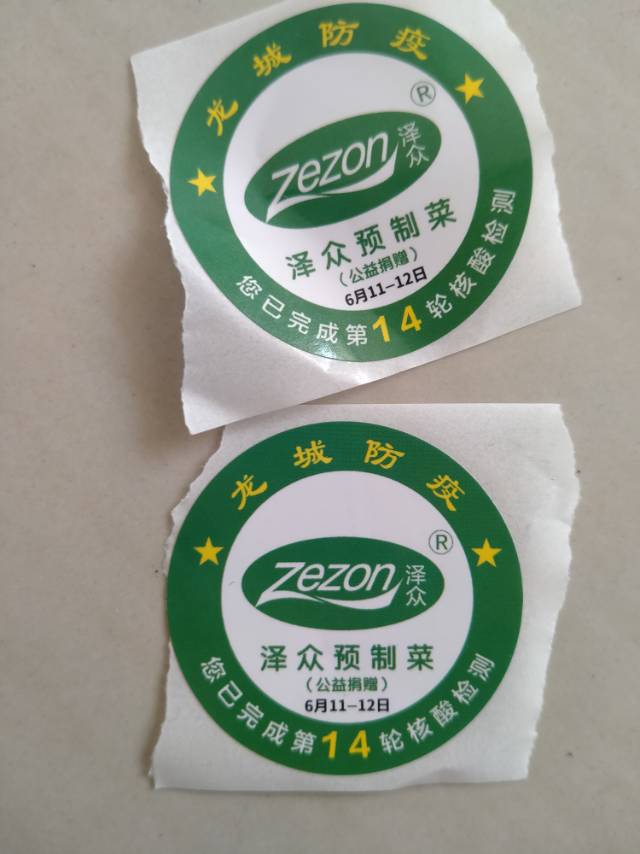 龙城防疫
®
zezon 泽众
泽众预制菜
(公益捐赠)
6月11-12日
您已完成第14轮核酸检测
龙城防疫
®
zezon 泽众
泽众预制菜
(公益捐赠)
6月11-12日
您已完成第14轮核酸检测